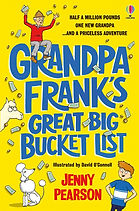 HALF A MILLION POUNDS
ONE NEW GRANDPA
...AND A PRICELESS ADVENTURE
GRANDPA
FRANK'S
GREAT BIG
BUCKET LIST
Illustrated by David O'Connell
JENNY
PEARSON